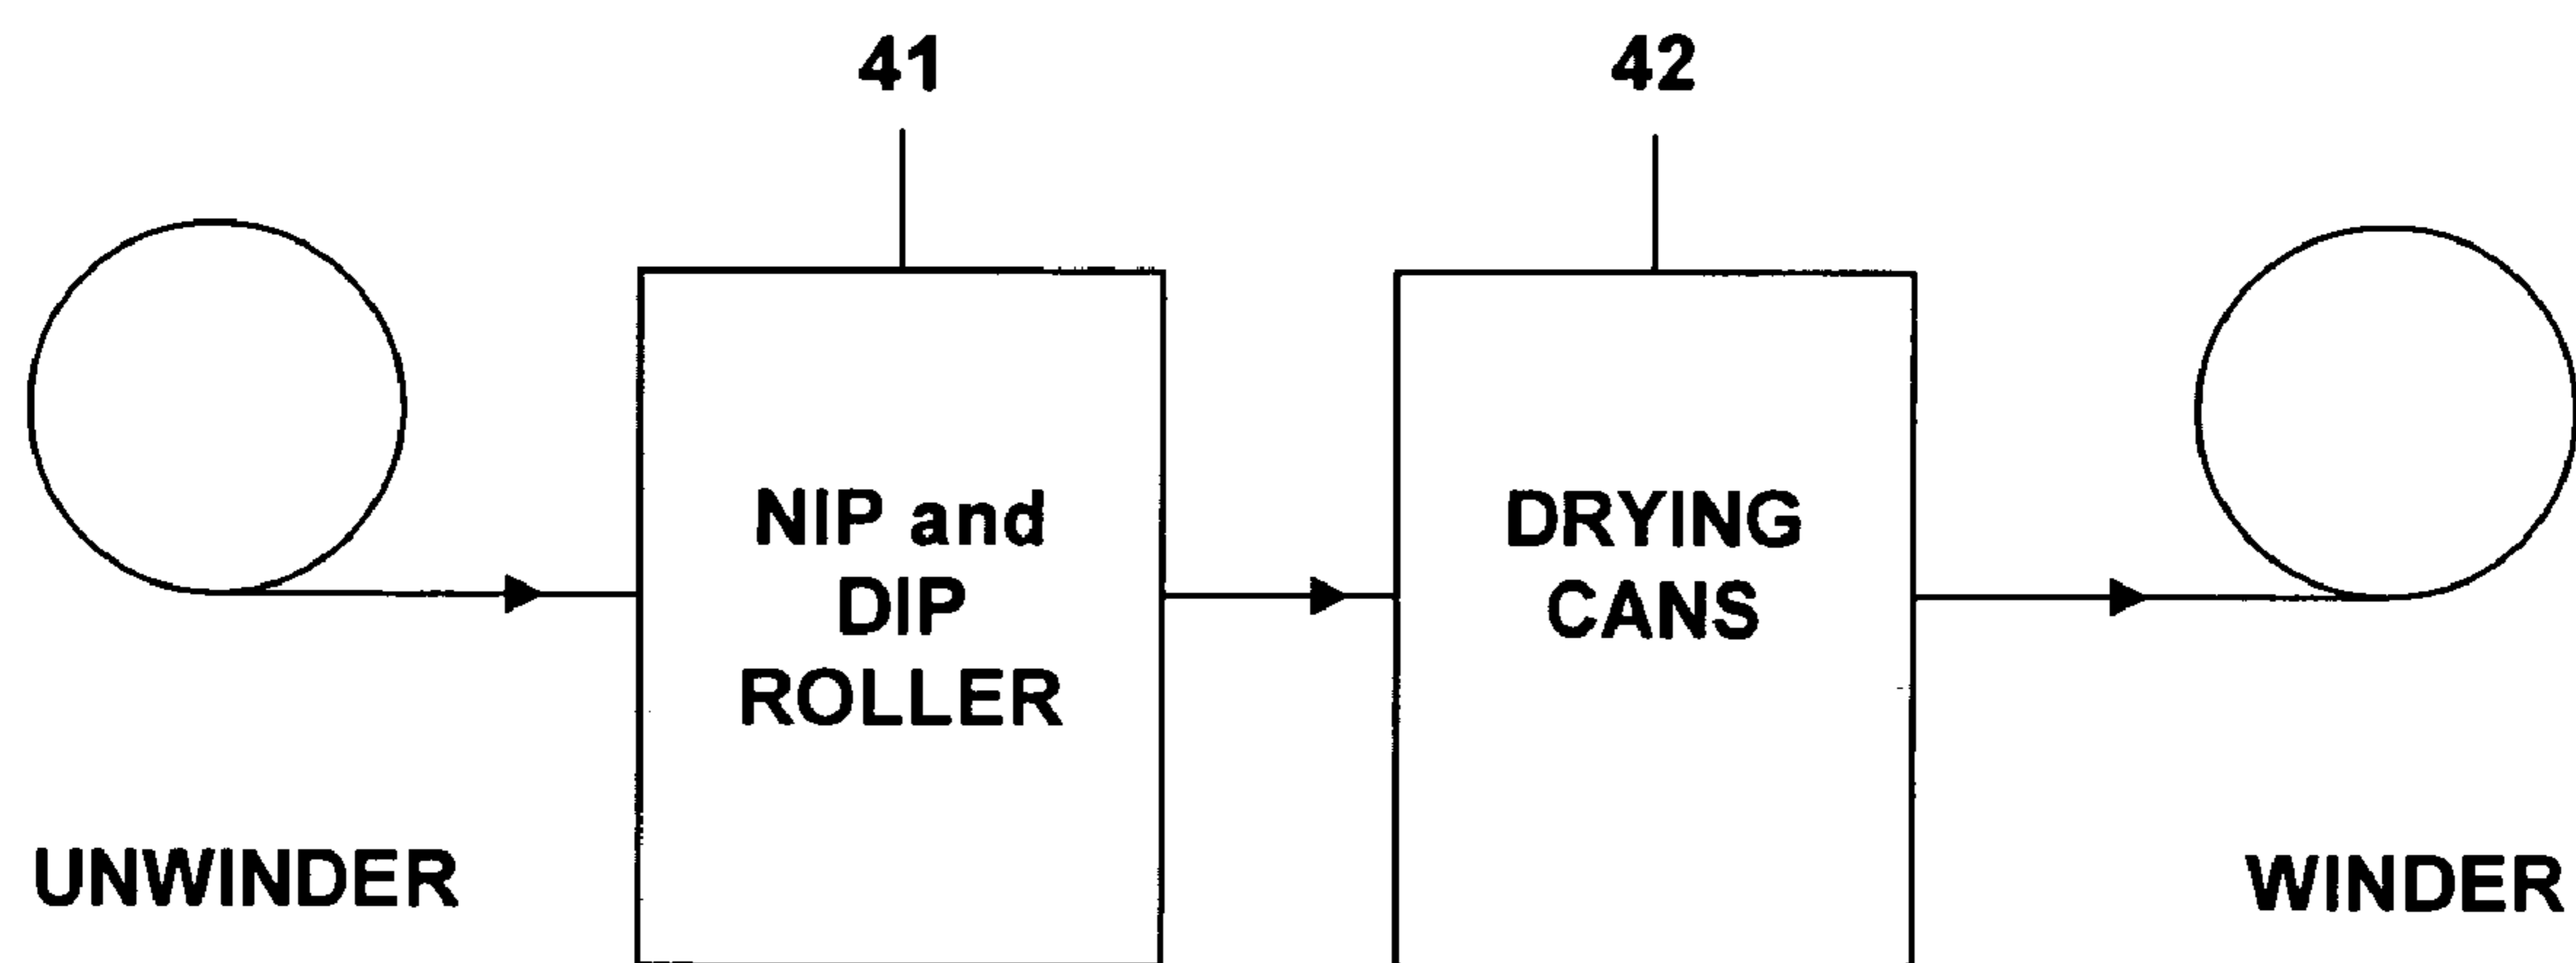 41
42
NIP and
DIP
ROLLER
DRYING
CANS
UNWINDER
WINDER